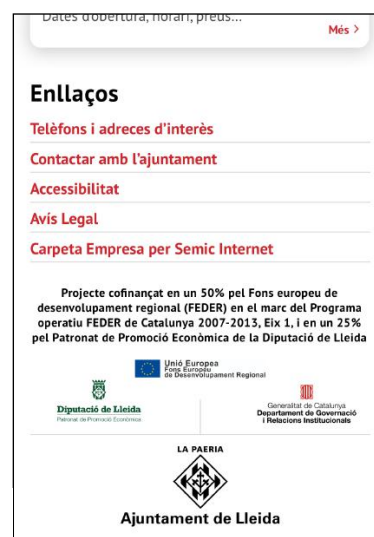 Dates d'obertura, horari, preus...
Més >
Enllaços
Telèfons i adreces d'interès
Contactar amb l'ajuntament
Accessibilitat
Avís Legal
Carpeta Empresa per Semic Internet
Projecte cofinançat en un 50% pel Fons europeu de
desenvolupament regional (FEDER) en el marc del Programa
operatiu FEDER de Catalunya 2007-2013, Eix 1, i en un 25%
pel Patronat de Promoció Econòmica de la Diputació de Lleida
Unió Europea
Fons Europeu
de Desenvolupament Regional
Diputació de Lleida
Patronat de Promoció Econòmica
Generalitat de Catalunya
Departament de Governació
i Relacions Institucionals
LA PAERIA
Ajuntament de Lleida